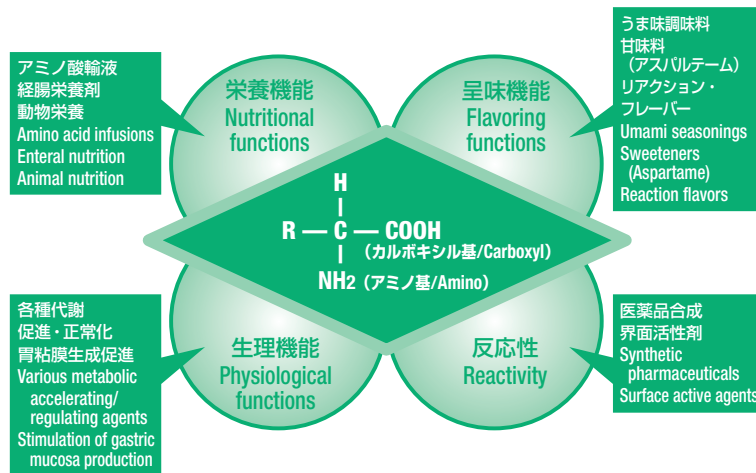 アミノ酸輸液
経腸栄養剤
動物栄養
Amino acid infusions
Enteral nutrition
Animal nutrition
栄養機能
Nutritional
functions
呈味機能
Flavoring
functions
うま味調味料
甘味料
(アスパルテーム)
リアクション・
フレーバー
Umami seasonings
Sweeteners
(Aspartame)
Reaction flavors
H
R — C — COOH
(カルボキシル基/Carboxyl)
NH2 (アミノ基/Amino)
各種代謝
促進・正常化
胃粘膜生成促進
Various metabolic
accelerating/
regulating agents
Stimulation of gastric
mucosa production
生理機能
Physiological
functions
反応性
Reactivity
医薬品合成
界面活性剤
Synthetic
pharmaceuticals
Surface active agents